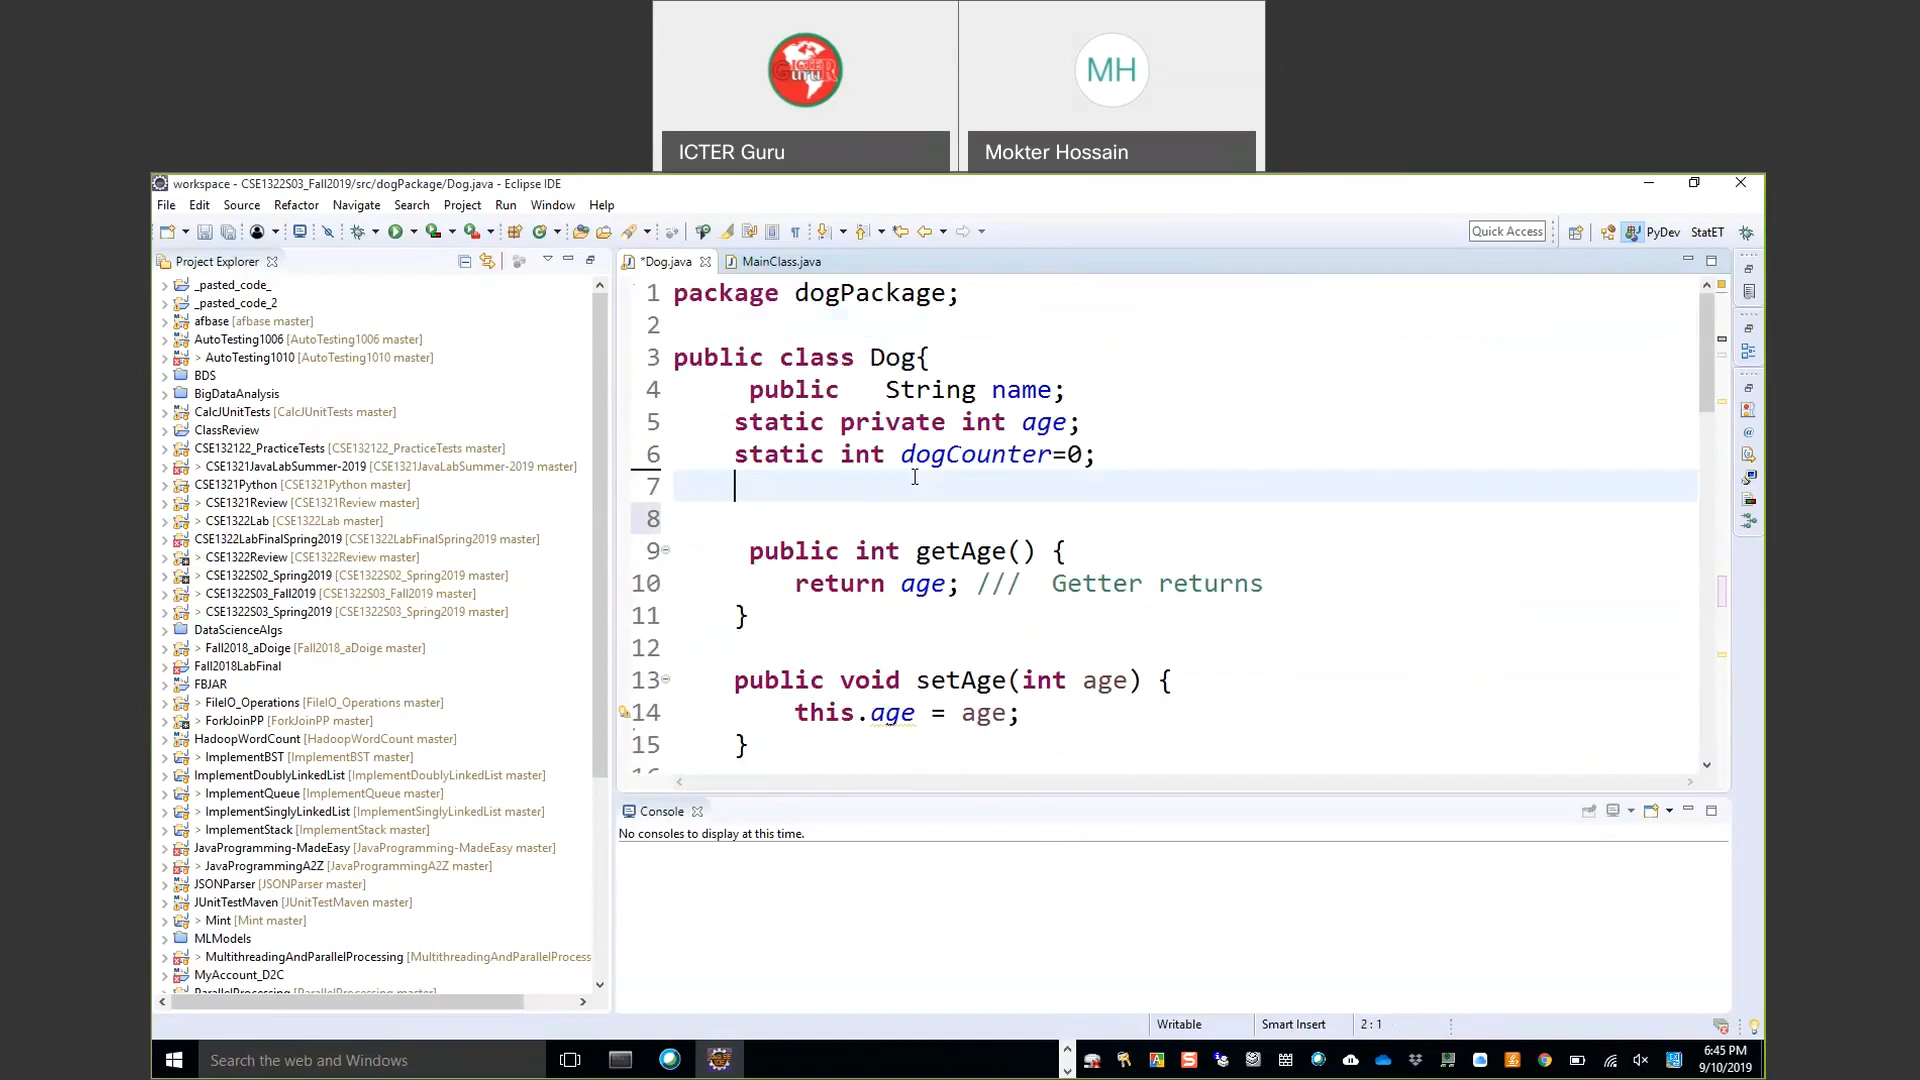 MH
ICTER Guru
Mokter Hossain
workspace - CSE1322S03_Fall2019/src/dogPackage/Dog.java - Eclipse IDE
File Edit Source Refactor Navigate Search Project Run Window Help
Quick Access
PyDev
StatET
Project Explorer
*Dog.java
MainClass.java
_pasted_code_
_pasted_code_2
afbase [afbase master]
AutoTesting1006 [AutoTesting1006 master]
> AutoTesting1010 [AutoTesting1010 master]
BDS
BigDataAnalysis
CalcJUnitTests [CalcJUnitTests master]
ClassReview
CSE132122_PracticeTests [CSE132122_PracticeTests master]
> CSE1321JavaLabSummer-2019 [CSE1321JavaLabSummer-2019 master]
CSE1321Python [CSE1321Python master]
> CSE1321Review [CSE1321Review master]
> CSE1322Lab [CSE1322Lab master]
CSE1322LabFinalSpring2019 [CSE1322LabFinalSpring2019 master]
> CSE1322Review [CSE1322Review master]
> CSE1322S02_Spring2019 [CSE1322S02_Spring2019 master]
> CSE1322S03_Fall2019 [CSE1322S03_Fall2019 master]
> CSE1322S03_Spring2019 [CSE1322S03_Spring2019 master]
DataScienceAlgs
> Fall2018_aDoige [Fall2018_aDoige master]
Fall2018LabFinal
FBJAR
> FileIO_Operations [FileIO_Operations master]
> ForkJoinPP [ForkJoinPP master]
HadoopWordCount [HadoopWordCount master]
> ImplementBST [ImplementBST master]
ImplementDoublyLinkedList [ImplementDoublyLinkedList master]
> ImplementQueue [ImplementQueue master]
> ImplementSinglyLinkedList [ImplementSinglyLinkedList master]
> ImplementStack [ImplementStack master]
JavaProgramming-MadeEasy [JavaProgramming-MadeEasy master]
> JavaProgrammingA2Z [JavaProgrammingA2Z master]
JSONParser [JSONParser master]
JUnitTestMaven [JUnitTestMaven master]
> Mint [Mint master]
MLModels
> MultithreadingAndParallelProcessing [MultithreadingAndParallelProcess
MyAccount_D2C
ParallelProcessing [ParallelProcessing master]
1 package dogPackage;
2
3 public class Dog{
4 public String name;
5 static private int age;
6 static int dogCounter=0;
7
8
9 public int getAge() {
10 return age; /// Getter returns
11 }
12
13 public void setAge(int age) {
14 this.age = age;
15 }
16
Console
No consoles to display at this time.
Writable
Smart Insert
2 : 1
Search the web and Windows
6:45 PM
9/10/2019